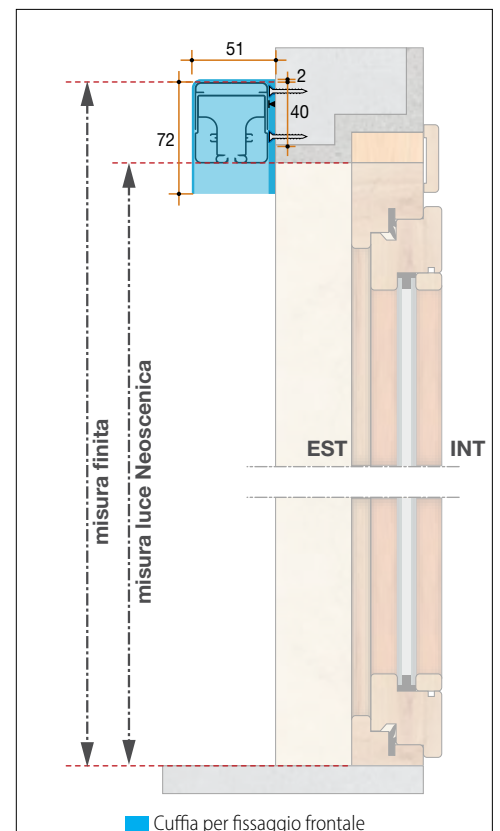 51
2
40
72
misura finita
misura luce Neoscenica
EST
INT
Cuffia per fissaggio frontale